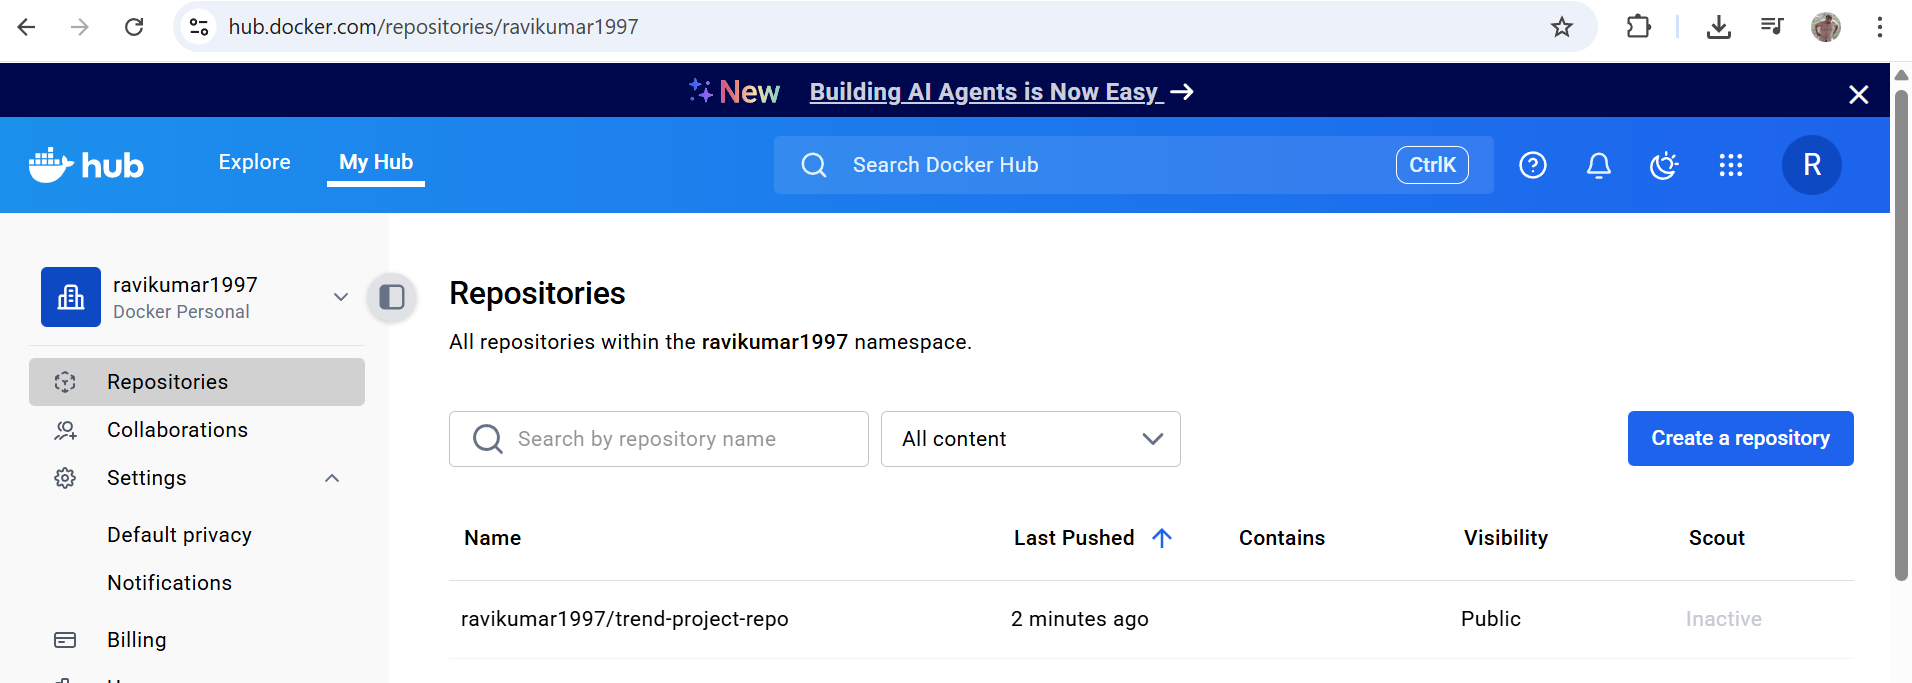 hub.docker.com/repositories/ravikumar1997
New Building AI Agents is Now Easy
hub
Explore
My Hub
Search Docker Hub
CtrlK
R
ravikumar1997
Docker Personal
Repositories
Collaborations
Settings
Default privacy
Notifications
Billing
Repositories
All repositories within the ravikumar1997 namespace.
Search by repository name
All content
Create a repository
Name Last Pushed Contains Visibility Scout
ravikumar1997/trend-project-repo 2 minutes ago Public Inactive